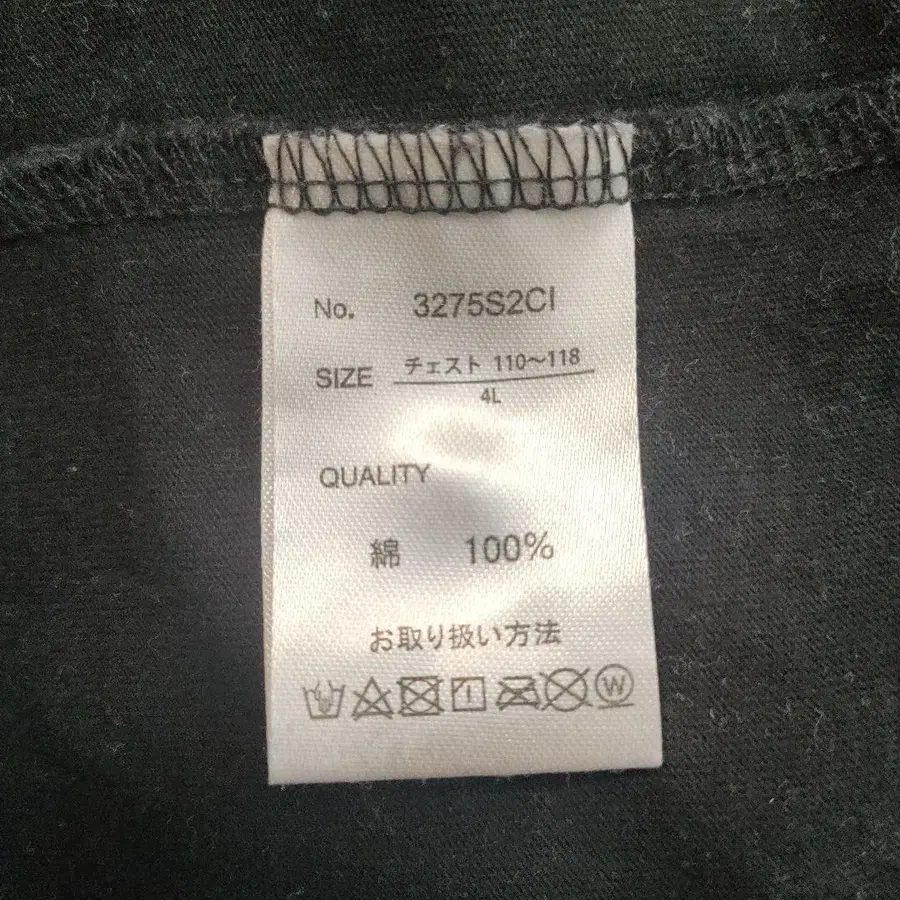 No. 3275S2CI
SIZE チェスト 110～118
4L
QUALITY
綿 100%
お取り扱い方法
W